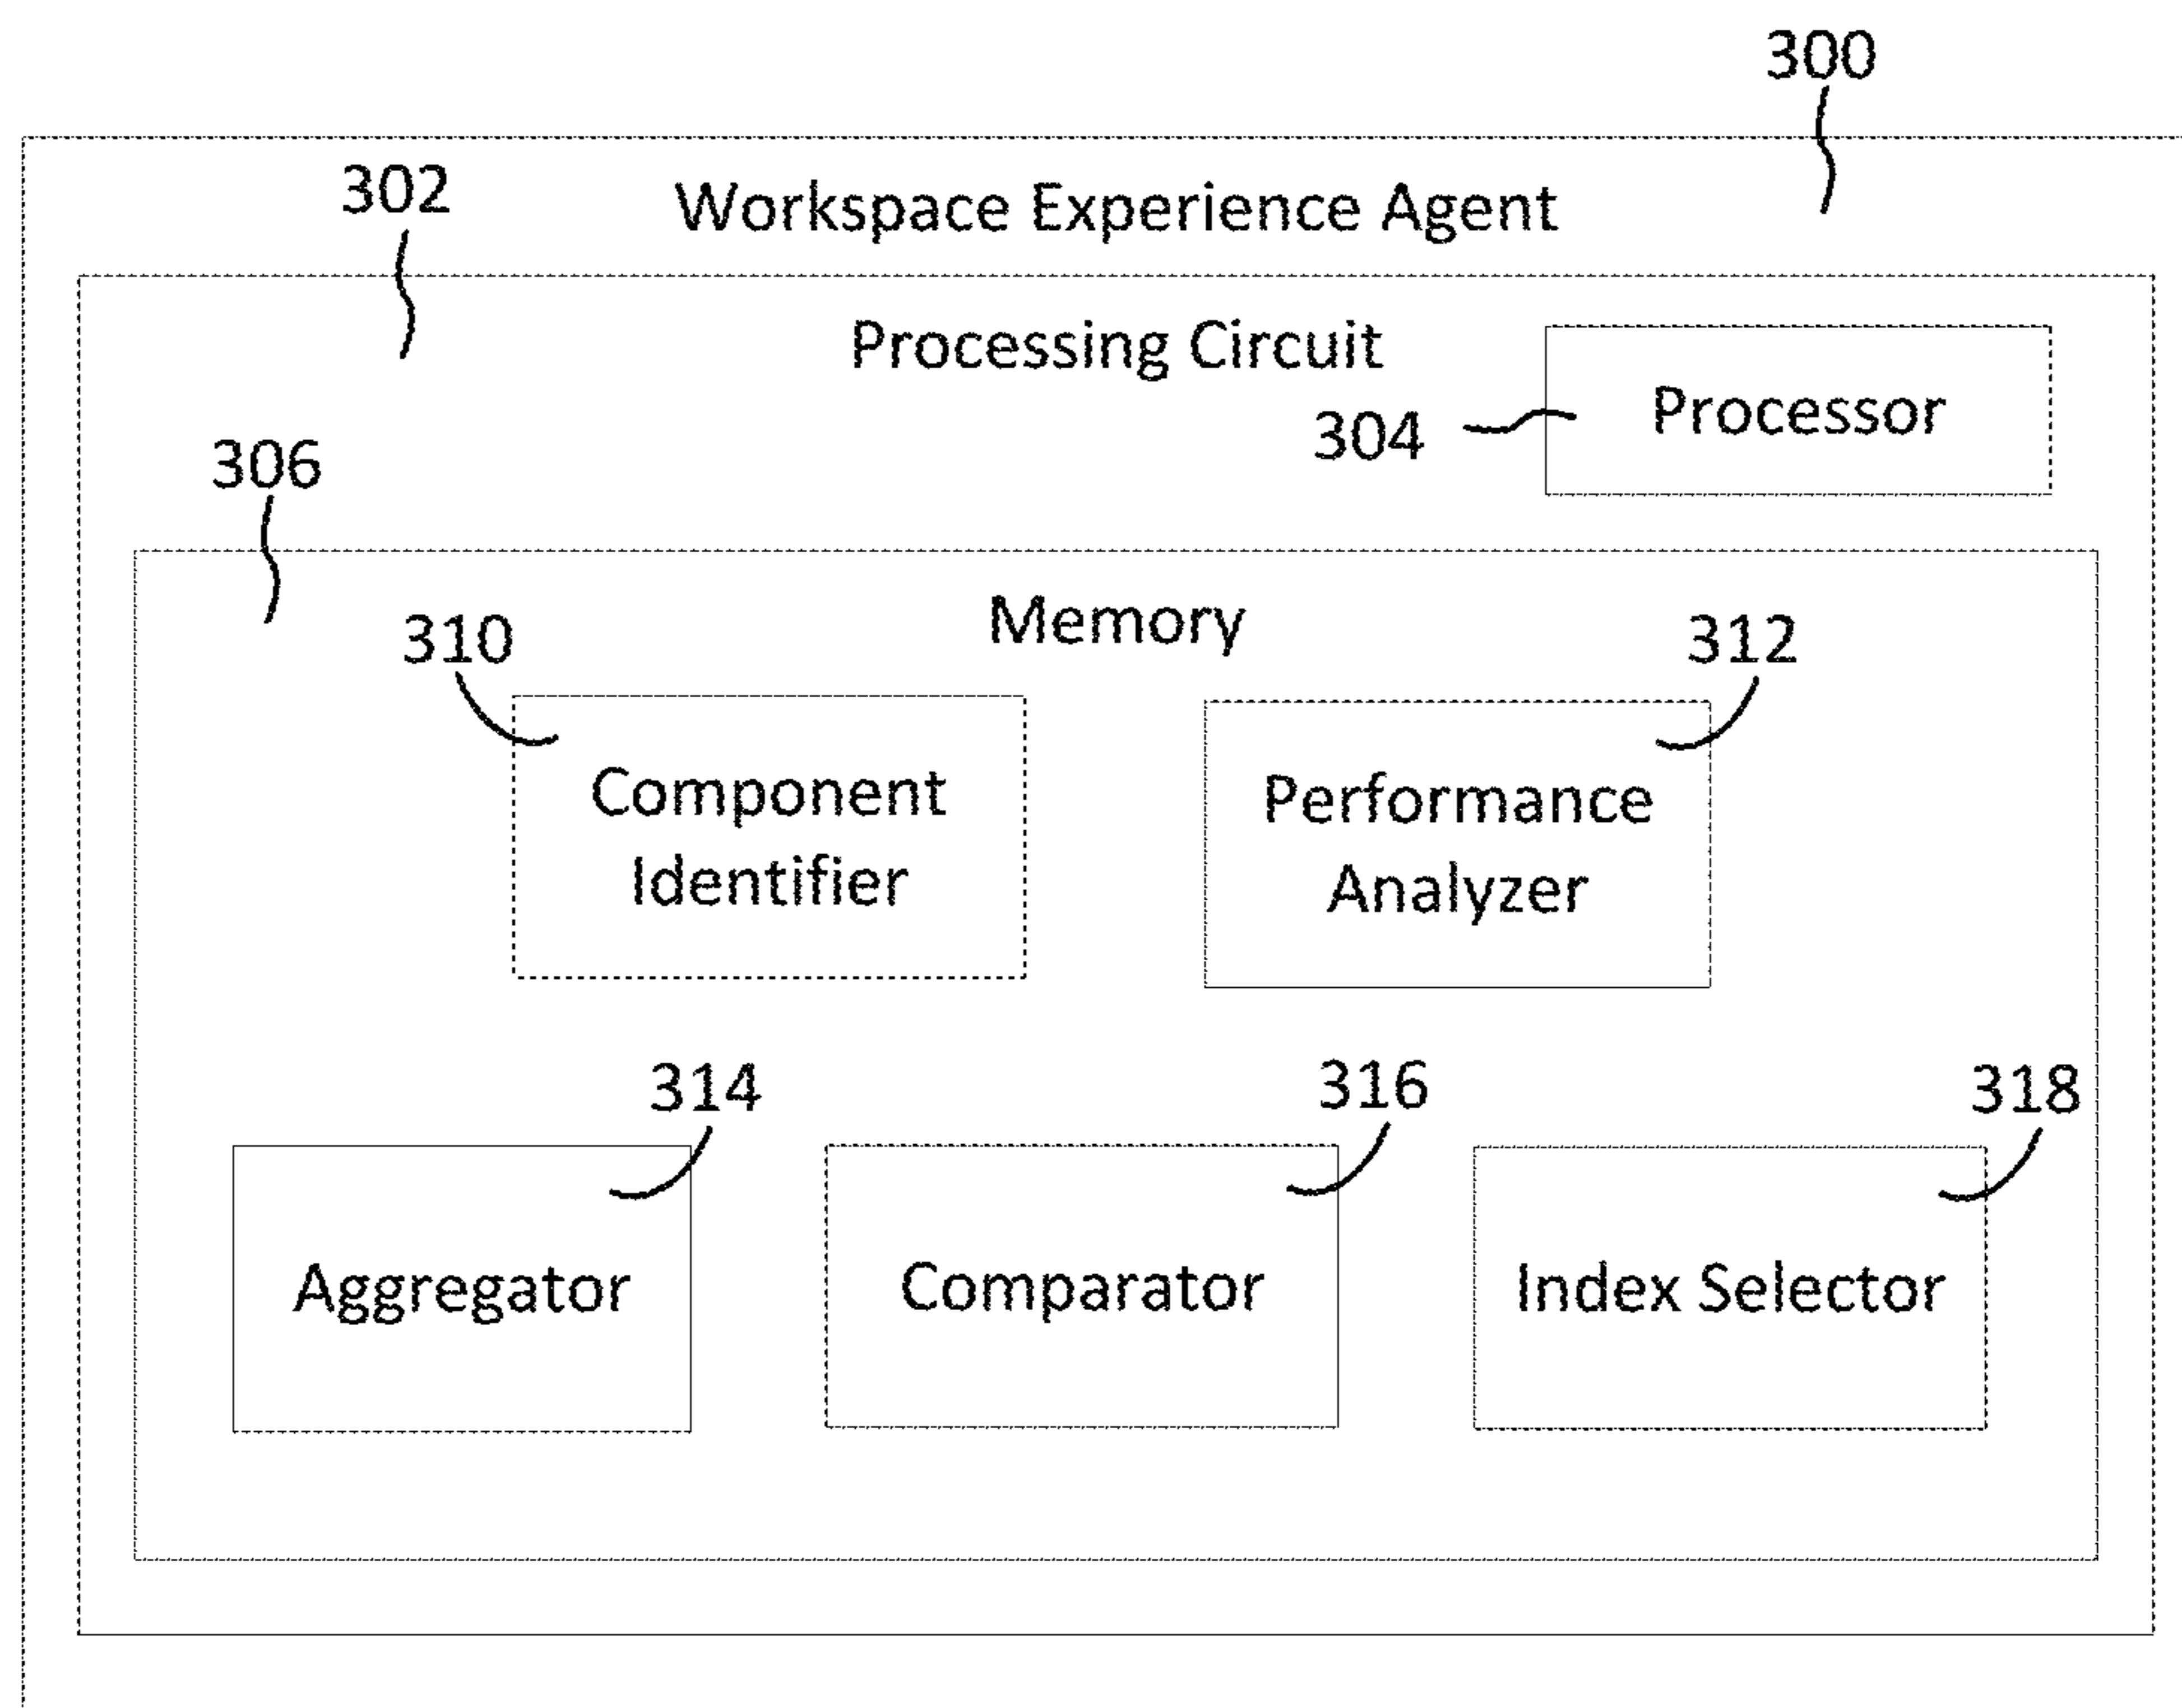 300
302
Workspace Experience Agent
Processing Circuit
304
Processor
306
Memory
310
312
Component
Identifier
Performance
Analyzer
314
316
318
Aggregator
Comparator
Index Selector